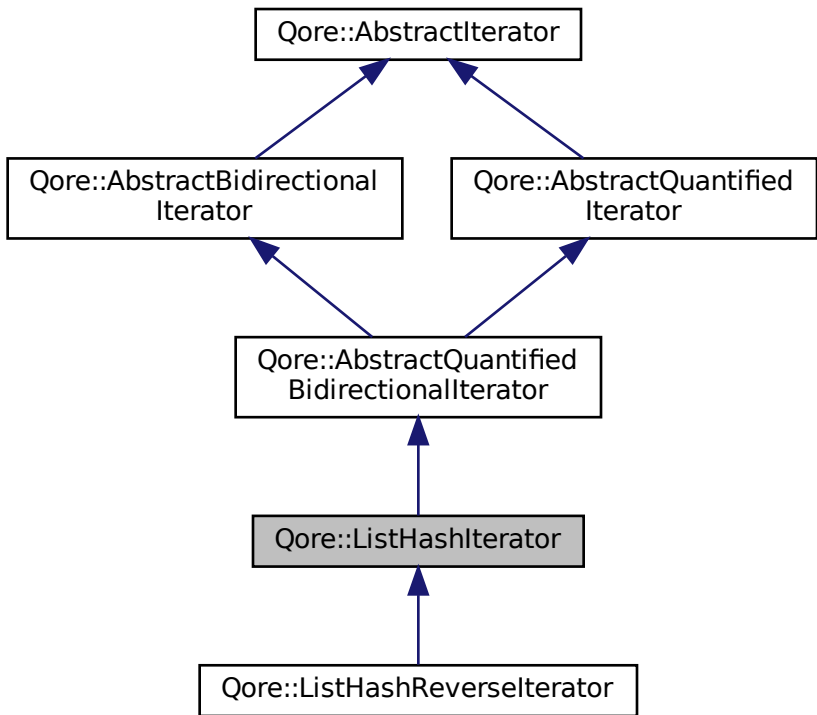 Qore::AbstractIterator
Qore::AbstractBidirectional
Iterator
Qore::AbstractQuantified
Iterator
Qore::AbstractQuantified
BidirectionalIterator
Qore::ListHashIterator
Qore::ListHashReverseIterator